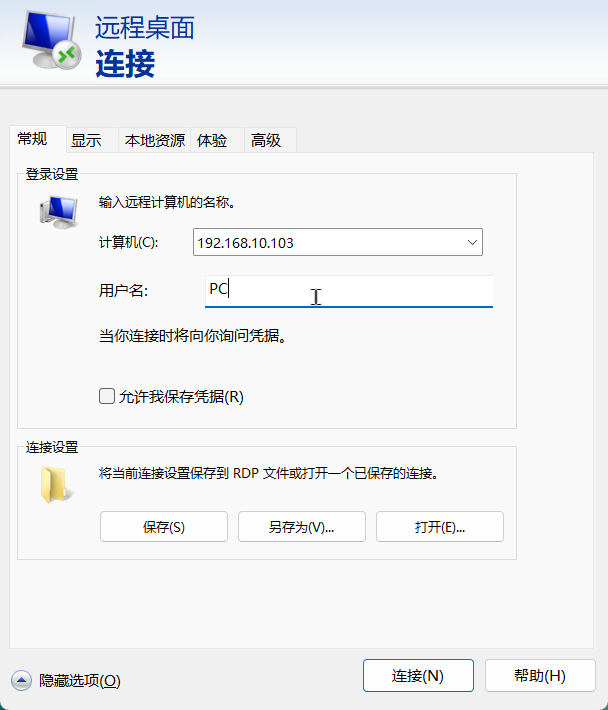 远程桌面
连接
常规 显示 本地资源 体验 高级
登录设置
输入远程计算机的名称。
计算机(C): 192.168.10.103
用户名: PC
当你连接时将向你询问凭据。
允许我保存凭据(R)
连接设置
将当前连接设置保存到 RDP 文件或打开一个已保存的连接。
保存(S) 另存为(V)... 打开(E)...
隐藏选项(O) 连接(N) 帮助(H)